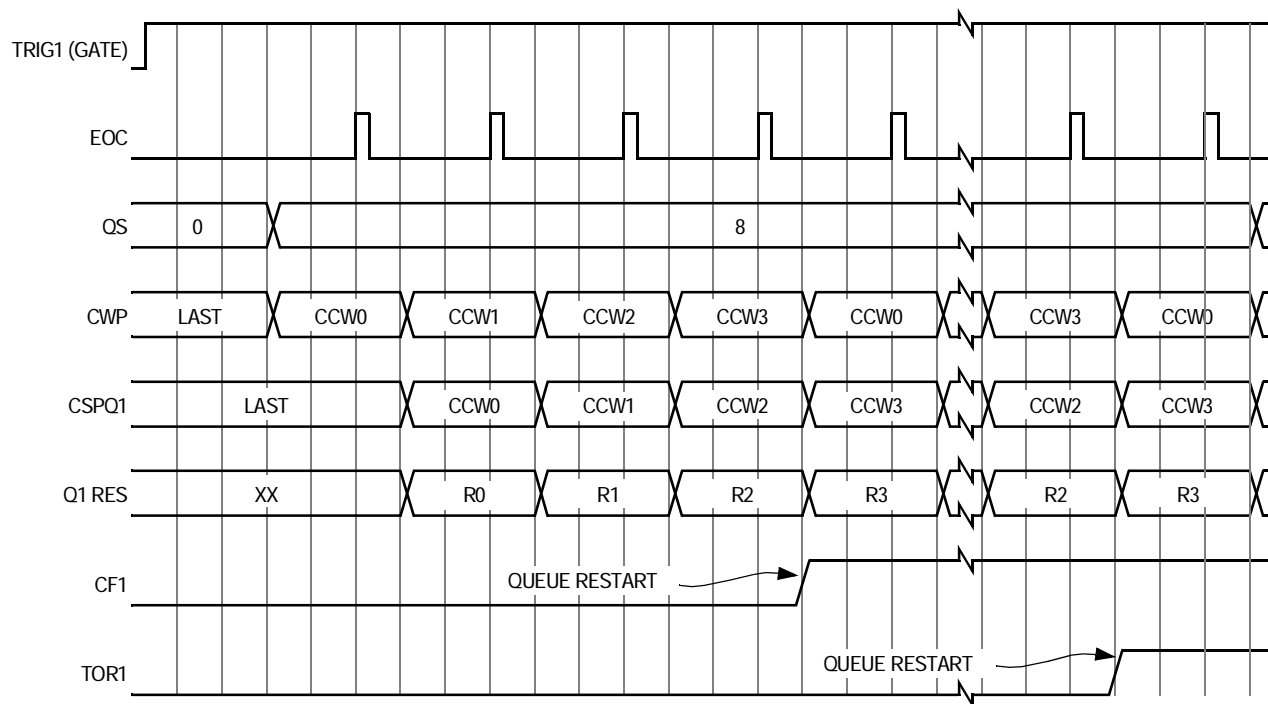 TRIG1 (GATE)
EOC
QS 0 8
CWP LAST CCW0 CCW1 CCW2 CCW3 CCW0 CCW3 CCW0
CSPQ1 LAST CCW0 CCW1 CCW2 CCW3 CCW2 CCW3
Q1 RES XX R0 R1 R2 R3 R2 R3
CF1 QUEUE RESTART
TOR1 QUEUE RESTART